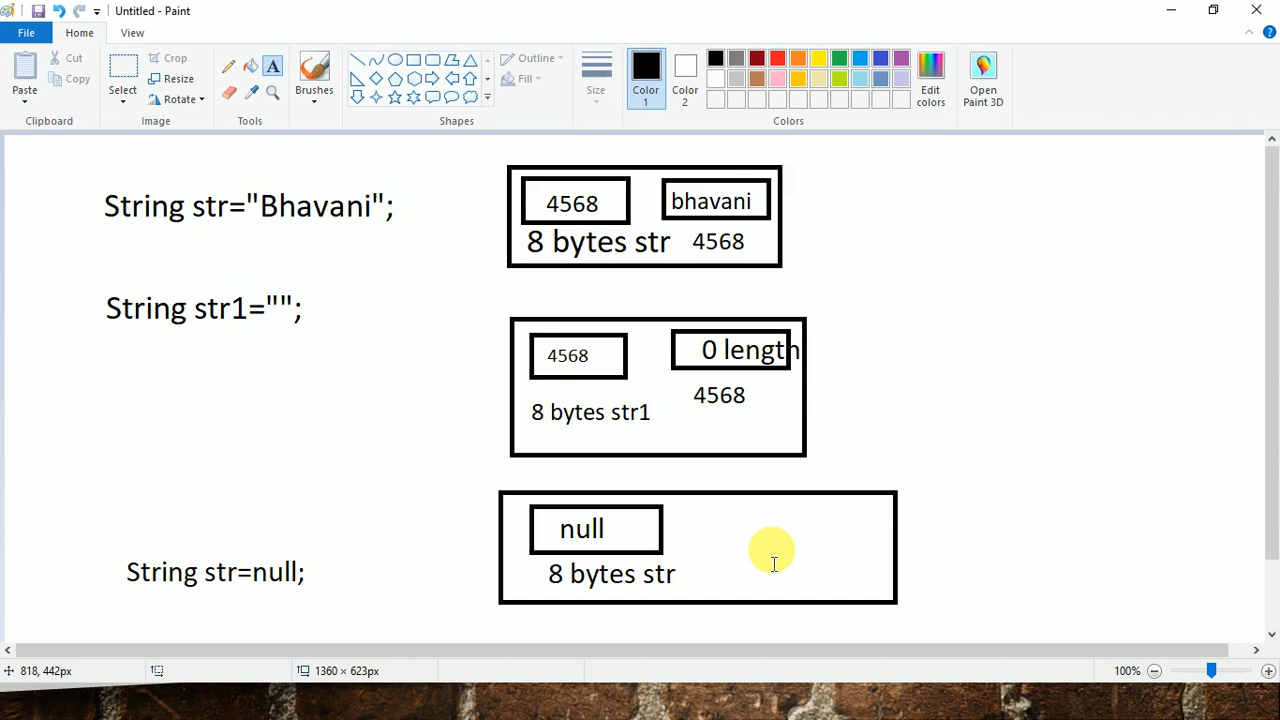 Untitled - Paint
File
Home
View
Paste
Cut
Copy
Clipboard
Select
Crop
Resize
Rotate
Image
A
Tools
Brushes
Outline
Fill
Shapes
Size
Color 1
Color 2
Edit colors
Colors
Open Paint 3D
String str="Bhavani";
4568
bhavani
8 bytes str
4568
String str1="";
4568
0 length
4568
8 bytes str1
null
String str=null;
8 bytes str
818, 442px
1360 × 623px
100%